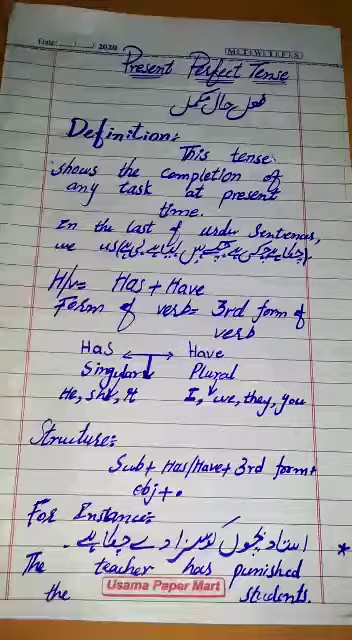 Date: __/__/ 2020 M T W T F S
Present Perfect Tense
فعل حال مکمل
Definition:
This tense
shows the completion of
any task at present
time.
In the last of urdu Sentences,
we us
H/v= Has + Have
Form of verb= 3rd form of
verb
Has ↔ Have
Singular Plural
He, she, it I, we, they, you
Structure:
Sub+ Has/Have+ 3rd form+
obj+.
For Instance:
استاد بچوں کو سزا دے چکا ہے۔ *
The teacher has punished
the students.
Usama Paper Mart